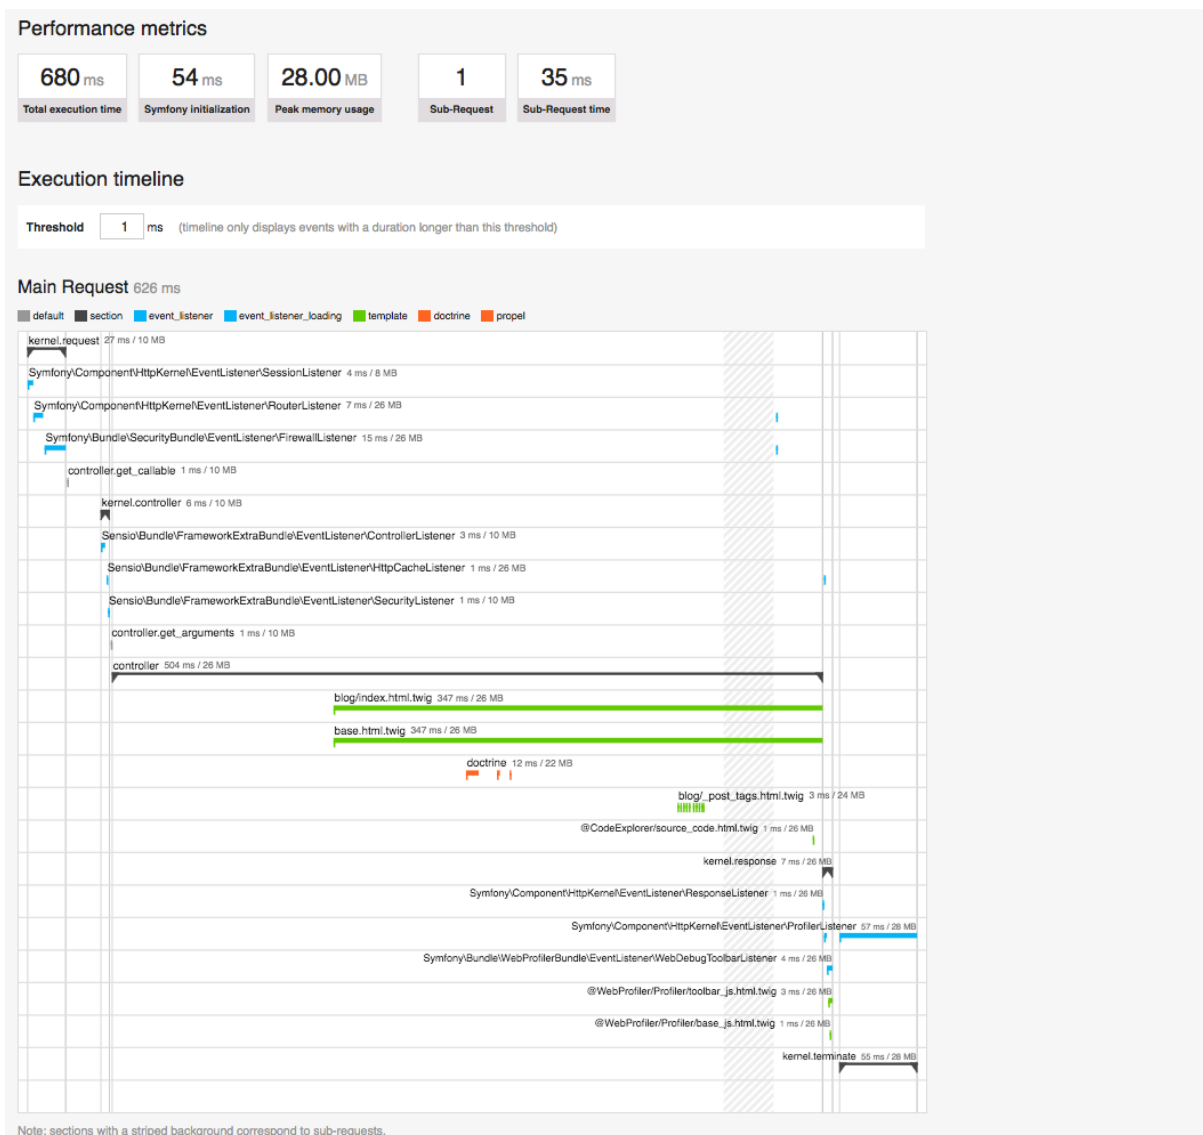 Performance metrics
680 ms 54 ms 28.00 MB 1 35 ms
Total execution time Symfony initialization Peak memory usage Sub-Request Sub-Request time
Execution timeline
Threshold 1 ms (timeline only displays events with a duration longer than this threshold)
Main Request 626 ms
default section event_listener event_listener_loading template doctrine propel
kernel.request 27 ms / 10 MB
Symfony\Component\HttpKernel\EventListener\SessionListener 4 ms / 8 MB
Symfony\Component\HttpKernel\EventListener\RouterListener 7 ms / 26 MB
Symfony\Bundle\SecurityBundle\EventListener\FirewallListener 15 ms / 26 MB
controller.get_callable 1 ms / 10 MB
kernel.controller 6 ms / 10 MB
Sensio\Bundle\FrameworkExtraBundle\EventListener\ControllerListener 3 ms / 10 MB
Sensio\Bundle\FrameworkExtraBundle\EventListener\HttpCacheListener 1 ms / 26 MB
Sensio\Bundle\FrameworkExtraBundle\EventListener\SecurityListener 1 ms / 10 MB
controller.get_arguments 1 ms / 10 MB
controller 504 ms / 26 MB
blog/index.html.twig 347 ms / 26 MB
base.html.twig 347 ms / 26 MB
doctrine 12 ms / 22 MB
blog/_post_tags.html.twig 3 ms / 24 MB
@CodeExplorer/source_code.html.twig 1 ms / 26 MB
kernel.response 7 ms / 26 MB
Symfony\Component\HttpKernel\EventListener\ResponseListener 1 ms / 26 MB
Symfony\Component\HttpKernel\EventListener\ProfilerListener 57 ms / 28 MB
Symfony\Bundle\WebProfilerBundle\EventListener\WebDebugToolbarListener 4 ms / 26 MB
@WebProfiler/Profiler/toolbar_js.html.twig 3 ms / 26 MB
@WebProfiler/Profiler/base_js.html.twig 1 ms / 26 MB
kernel.terminate 55 ms / 28 MB
Note: sections with a striped background correspond to sub-requests.